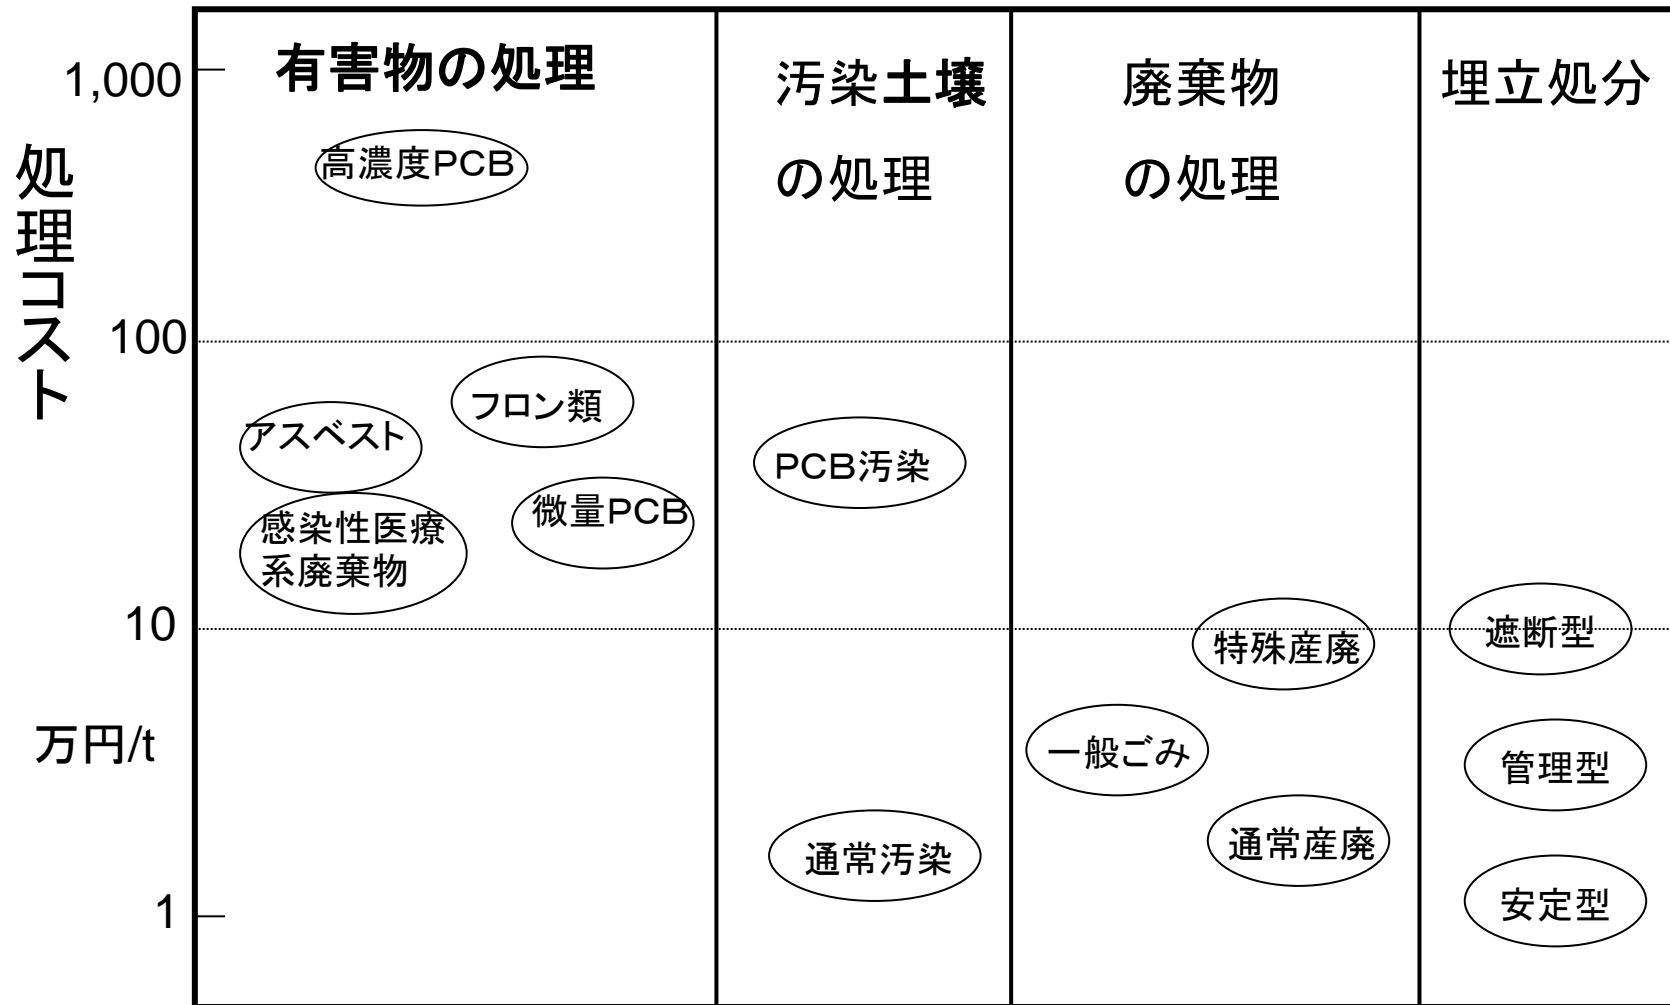 有害物の処理
汚染土壌
の処理
廃棄物
の処理
埋立処分
処理コスト
1,000
100
10
万円/t
1
高濃度PCB
フロン類
アスベスト
微量PCB
感染性医療
系廃棄物
PCB汚染
通常汚染
特殊産廃
一般ごみ
通常産廃
遮断型
管理型
安定型